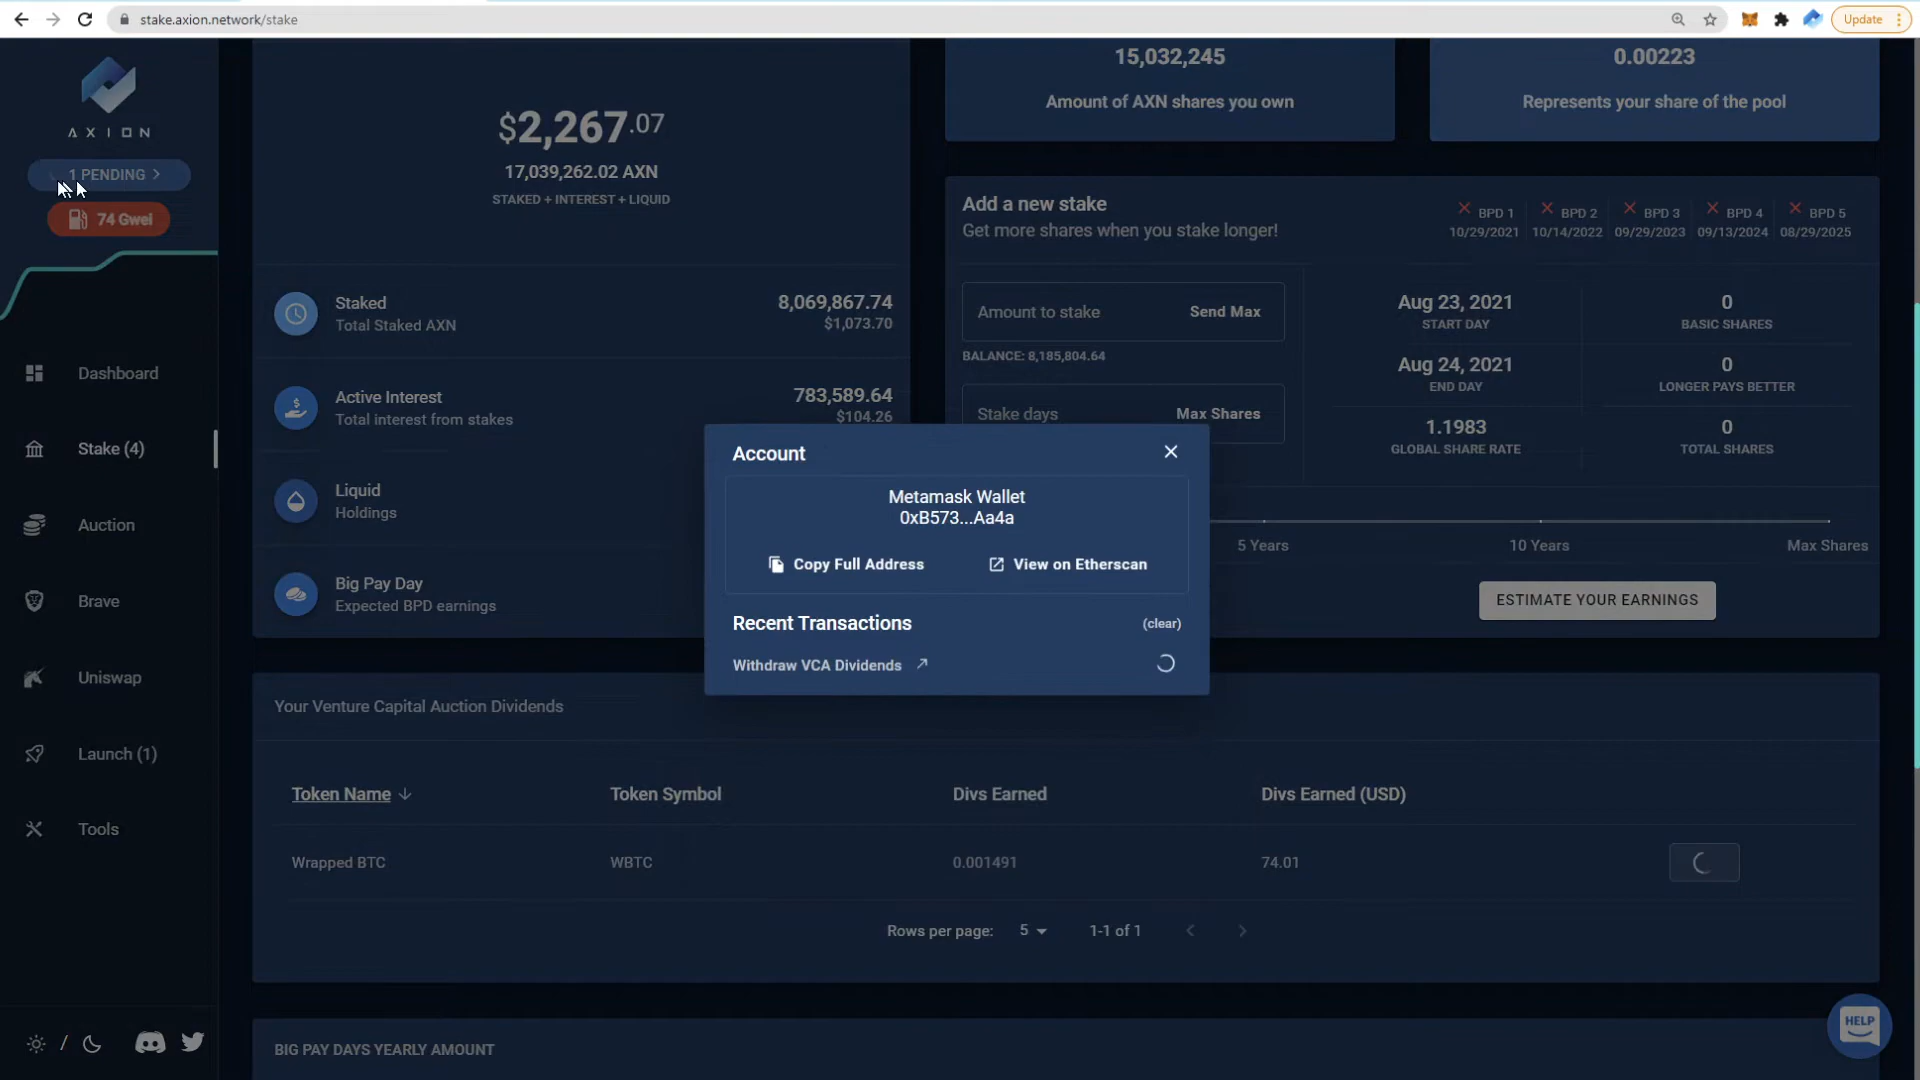 stake.axion.network/stake
Update
AXION
1 PENDING >
74 Gwei
Dashboard
Stake (4)
Auction
Brave
Uniswap
Launch (1)
Tools
/
$2,267.07
17,039,262.02 AXN
STAKED + INTEREST + LIQUID
Staked
Total Staked AXN
8,069,867.74
$1,073.70
Active Interest
Total interest from stakes
783,589.64
$104.26
Liquid
Holdings
Big Pay Day
Expected BPD earnings
15,032,245
Amount of AXN shares you own
0.00223
Represents your share of the pool
Add a new stake
Get more shares when you stake longer!
BPD 1
10/29/2021
BPD 2
10/14/2022
BPD 3
09/29/2023
BPD 4
09/13/2024
BPD 5
08/29/2025
Amount to stake
Send Max
BALANCE: 8,185,804.64
Stake days
Max Shares
Aug 23, 2021
START DAY
0
BASIC SHARES
Aug 24, 2021
END DAY
0
LONGER PAYS BETTER
1.1983
GLOBAL SHARE RATE
0
TOTAL SHARES
5 Years
10 Years
Max Shares
ESTIMATE YOUR EARNINGS
Account
Metamask Wallet
0xB573...Aa4a
Copy Full Address
View on Etherscan
Recent Transactions
(clear)
Withdraw VCA Dividends
Your Venture Capital Auction Dividends
Token Name
Token Symbol
Divs Earned
Divs Earned (USD)
Wrapped BTC
WBTC
0.001491
74.01
Rows per page:
5
1-1 of 1
BIG PAY DAYS YEARLY AMOUNT
HELP